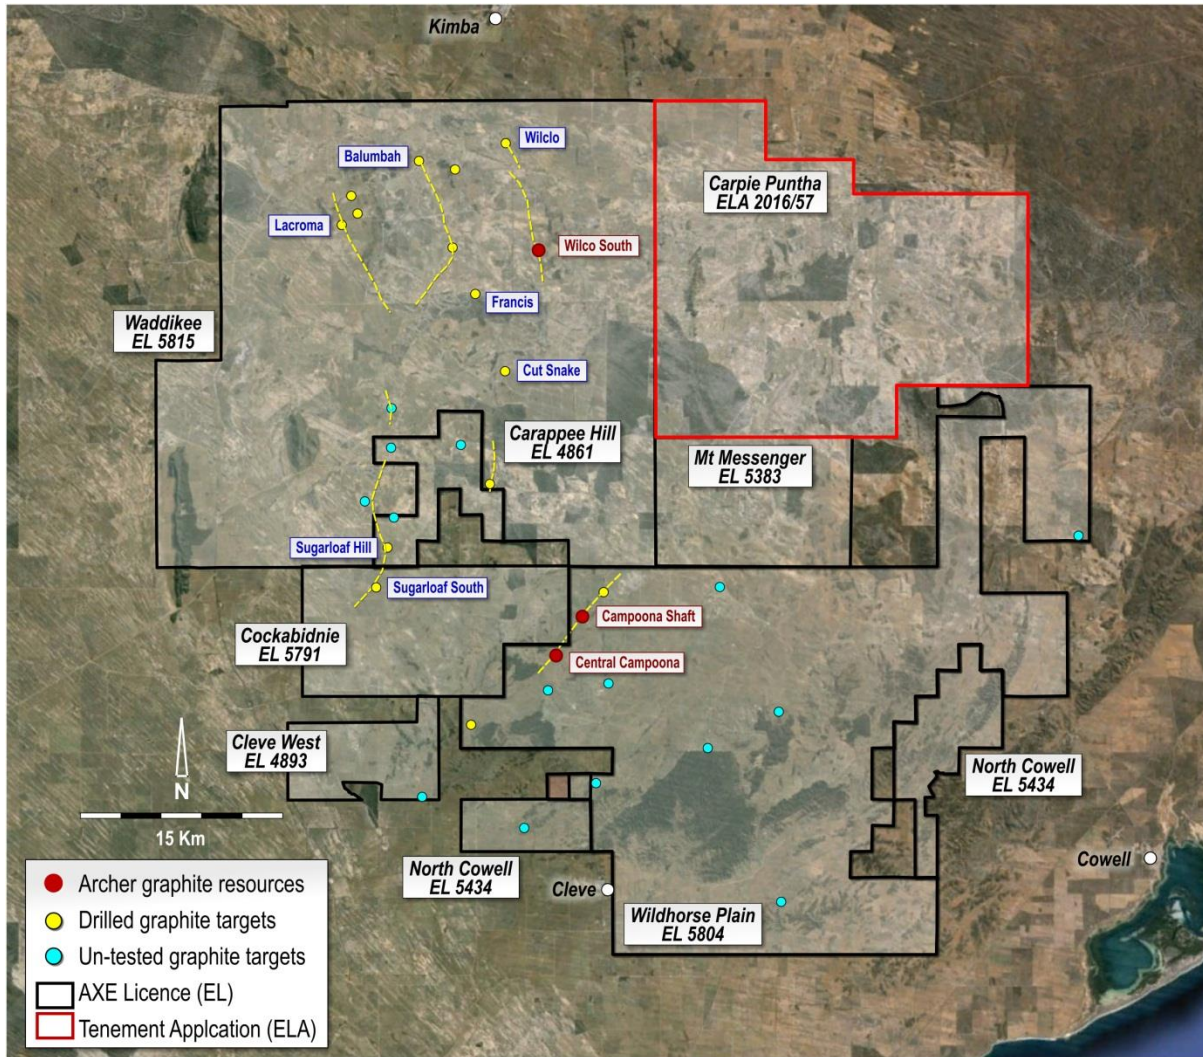 Kimba
Wilclo
Balumbah
Carpie Puntha
ELA 2016/57
Lacroma
Wilco South
Francis
Waddikee
EL 5815
Cut Snake
Carappee Hill
EL 4861
Mt Messenger
EL 5383
Sugarloaf Hill
Sugarloaf South
Campoona Shaft
Cockabidnie
EL 5791
Central Campoona
Cleve West
EL 4893
N
North Cowell
EL 5434
15 Km
North Cowell
EL 5434
Cowell
Cleve
Wildhorse Plain
EL 5804
Archer graphite resources
Drilled graphite targets
Un-tested graphite targets
AXE Licence (EL)
Tenement Applcation (ELA)